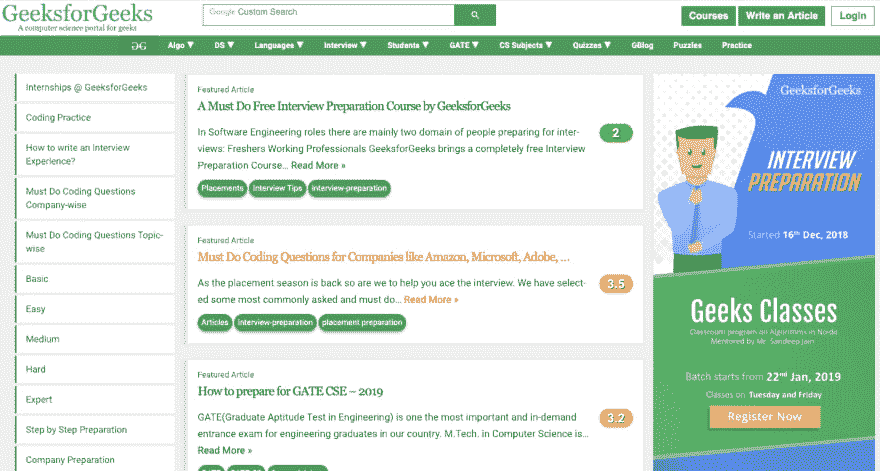 GeeksforGeeks
A computer science portal for geeks
Google Custom Search
Courses
Write an Article
Login
GG
Algo ▼
DS ▼
Languages ▼
Interview ▼
Students ▼
GATE ▼
CS Subjects ▼
Quizzes ▼
GBlog
Puzzles
Practice
Internships @ GeeksforGeeks
Coding Practice
How to write an Interview
Experience?
Must Do Coding Questions
Company-wise
Must Do Coding Questions Topic-
wise
Basic
Easy
Medium
Hard
Expert
Step by Step Preparation
Company Preparation
Featured Article
A Must Do Free Interview Preparation Course by GeeksforGeeks
In Software Engineering roles there are mainly two domain of people preparing for inter-
views: Freshers Working Professionals GeeksforGeeks brings a completely free Interview
Preparation Course... Read More »
2
Placements
Interview Tips
interview-preparation
Featured Article
Must Do Coding Questions for Companies like Amazon, Microsoft, Adobe, ...
As the placement season is back so are we to help you ace the interview. We have select-
ed some most commonly asked and must do... Read More »
3.5
Articles
interview-preparation
placement preparation
Featured Article
How to prepare for GATE CSE – 2019
GATE(Graduate Aptitude Test in Engineering) is one the most important and in-demand
entrance exam for engineering graduates in our country. M.Tech. in Computer Science is...
Read More »
3.2
GeeksforGeeks
INTERVIEW
PREPARATION
Started 16th Dec, 2018
Geeks Classes
Classroom program on Algorithms in Noida
Mentored by Mr. Sandeep Jain
Batch starts from 22nd Jan, 2019
Classes on Tuesday and Friday
Register Now